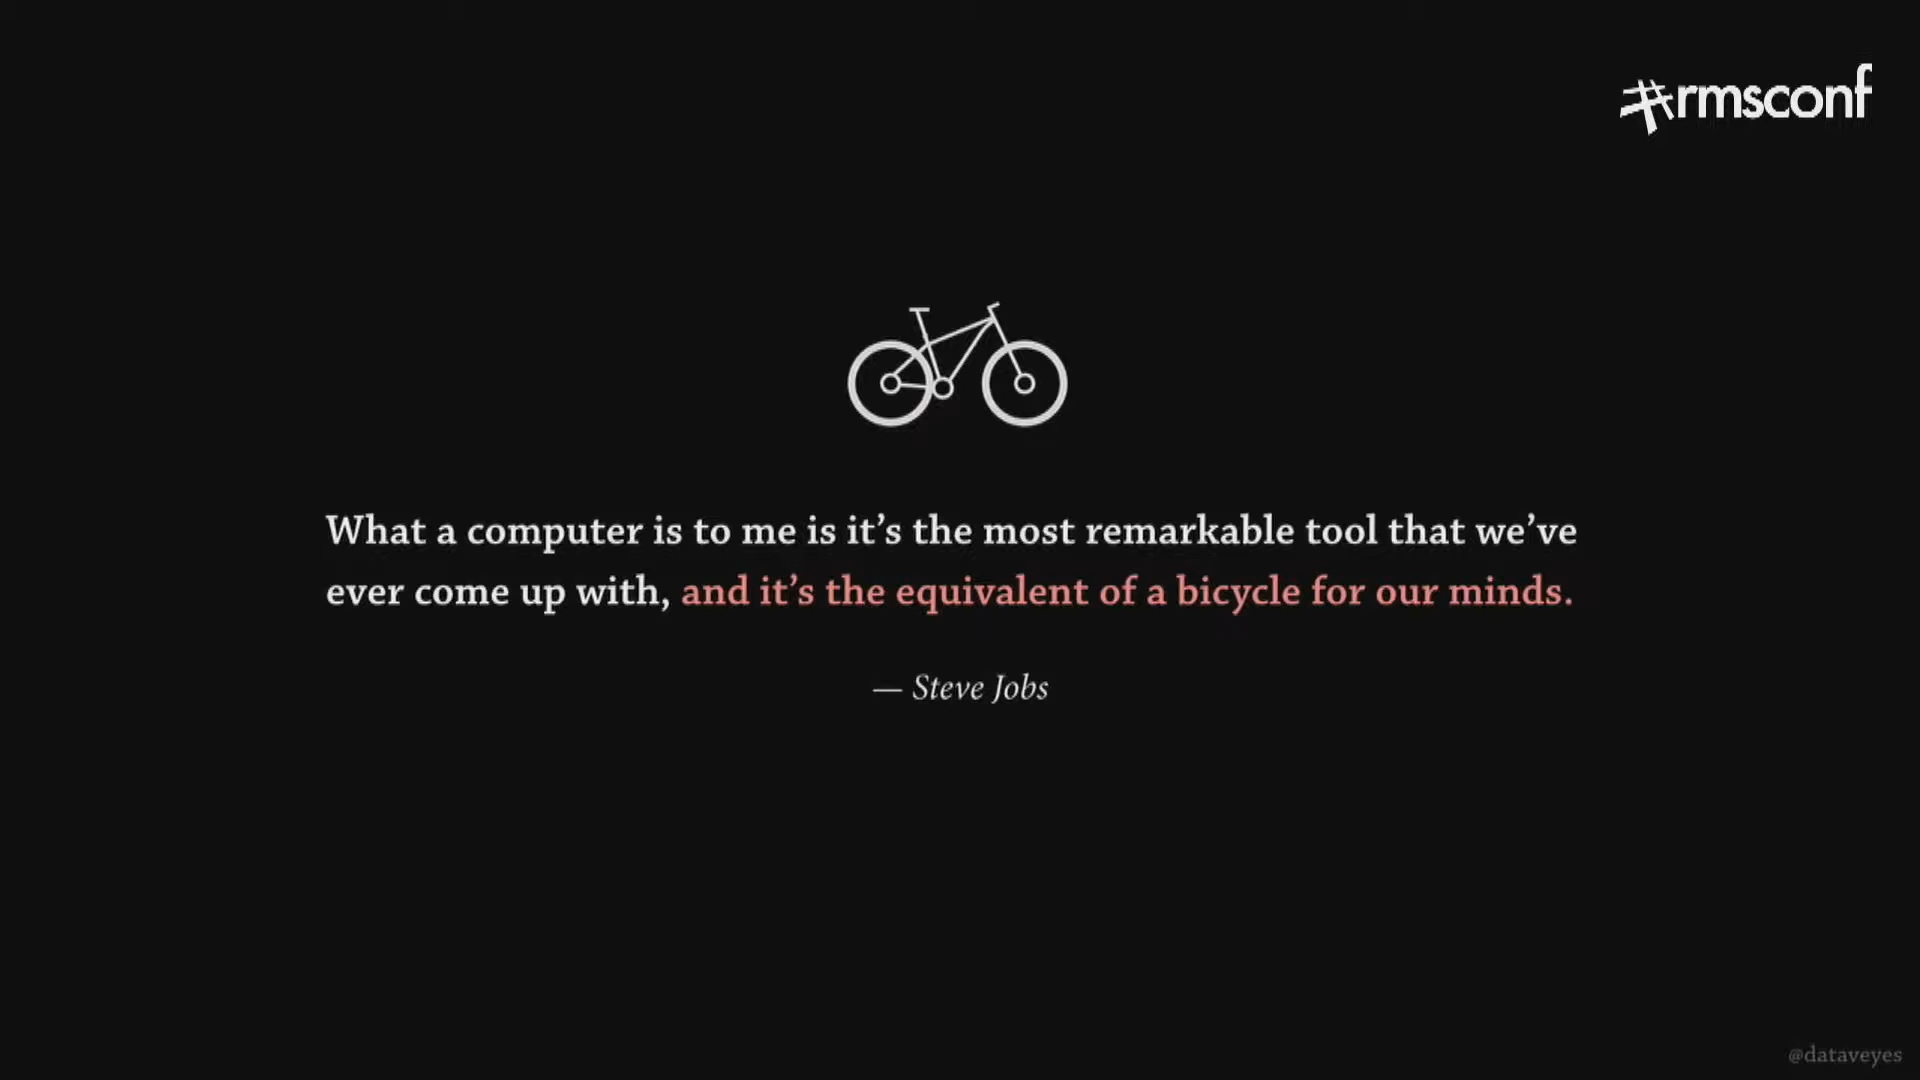 #rmsconf
What a computer is to me is it’s the most remarkable tool that we’ve
ever come up with, and it’s the equivalent of a bicycle for our minds.
— Steve Jobs
@dataveyes